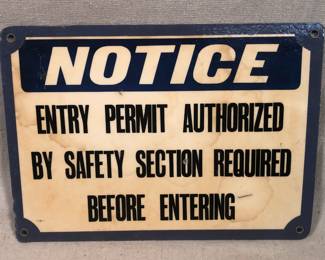 NOTICE
ENTRY PERMIT AUTHORIZED
BY SAFETY SECTION REQUIRED
BEFORE ENTERING